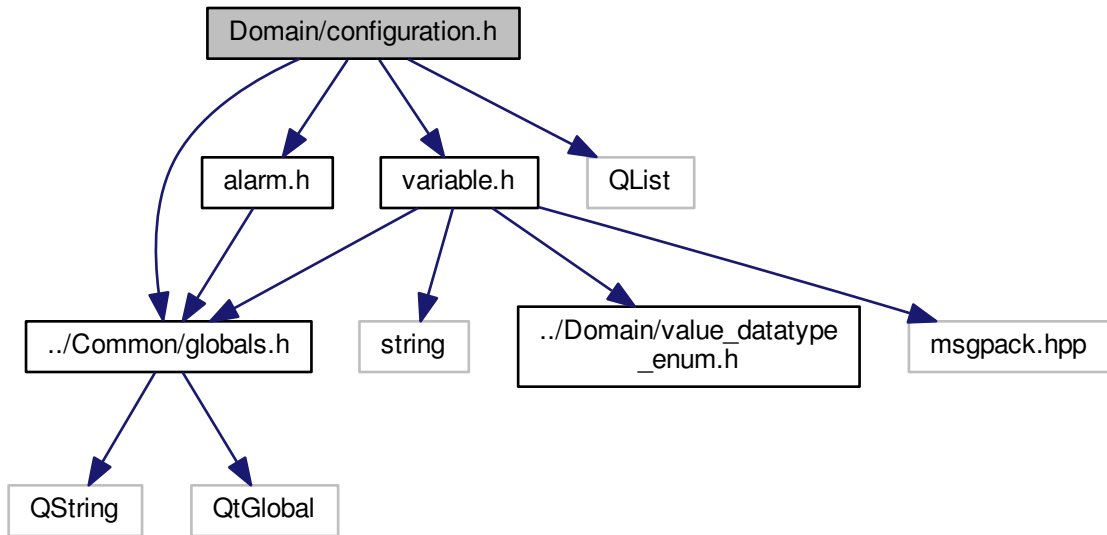 Domain/configuration.h
alarm.h
variable.h
QList
../Common/globals.h
string
../Domain/value_datatype
_enum.h
msgpack.hpp
QString
QtGlobal